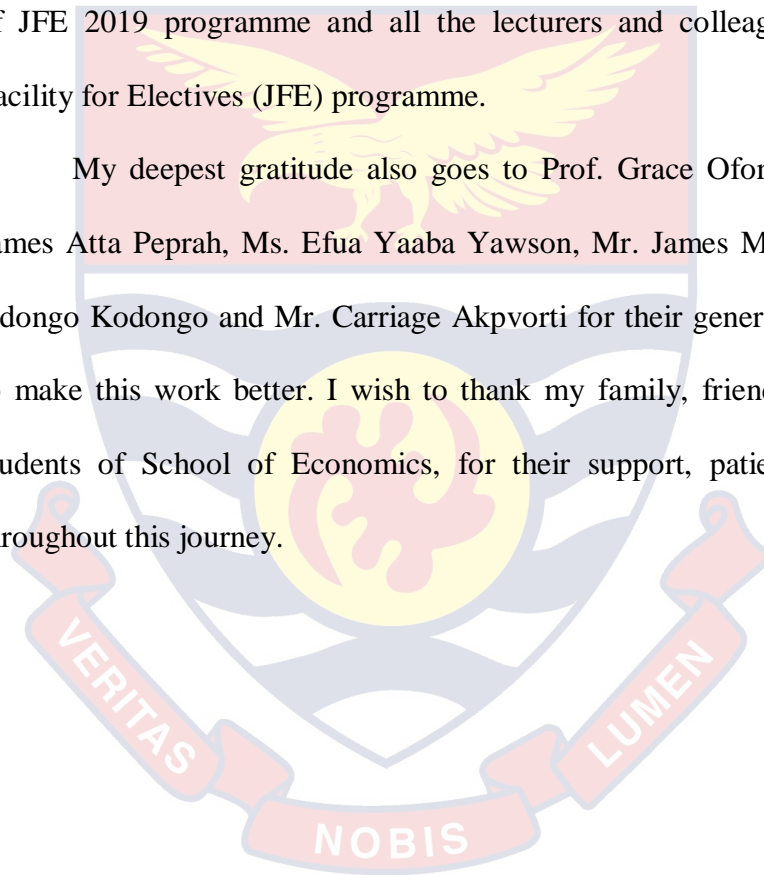 f JFE 2019 programme and all the lecturers and colleag
acility for Electives (JFE) programme.
My deepest gratitude also goes to Prof. Grace Ofor
ames Atta Peprah, Ms. Efua Yaaba Yawson, Mr. James M
dongo Kodongo and Mr. Carriage Akpvorti for their gener
make this work better. I wish to thank my family, frien
udents of School of Economics, for their support, patie
roughout this journey.
VERITAS
NOBIS
LUMEN